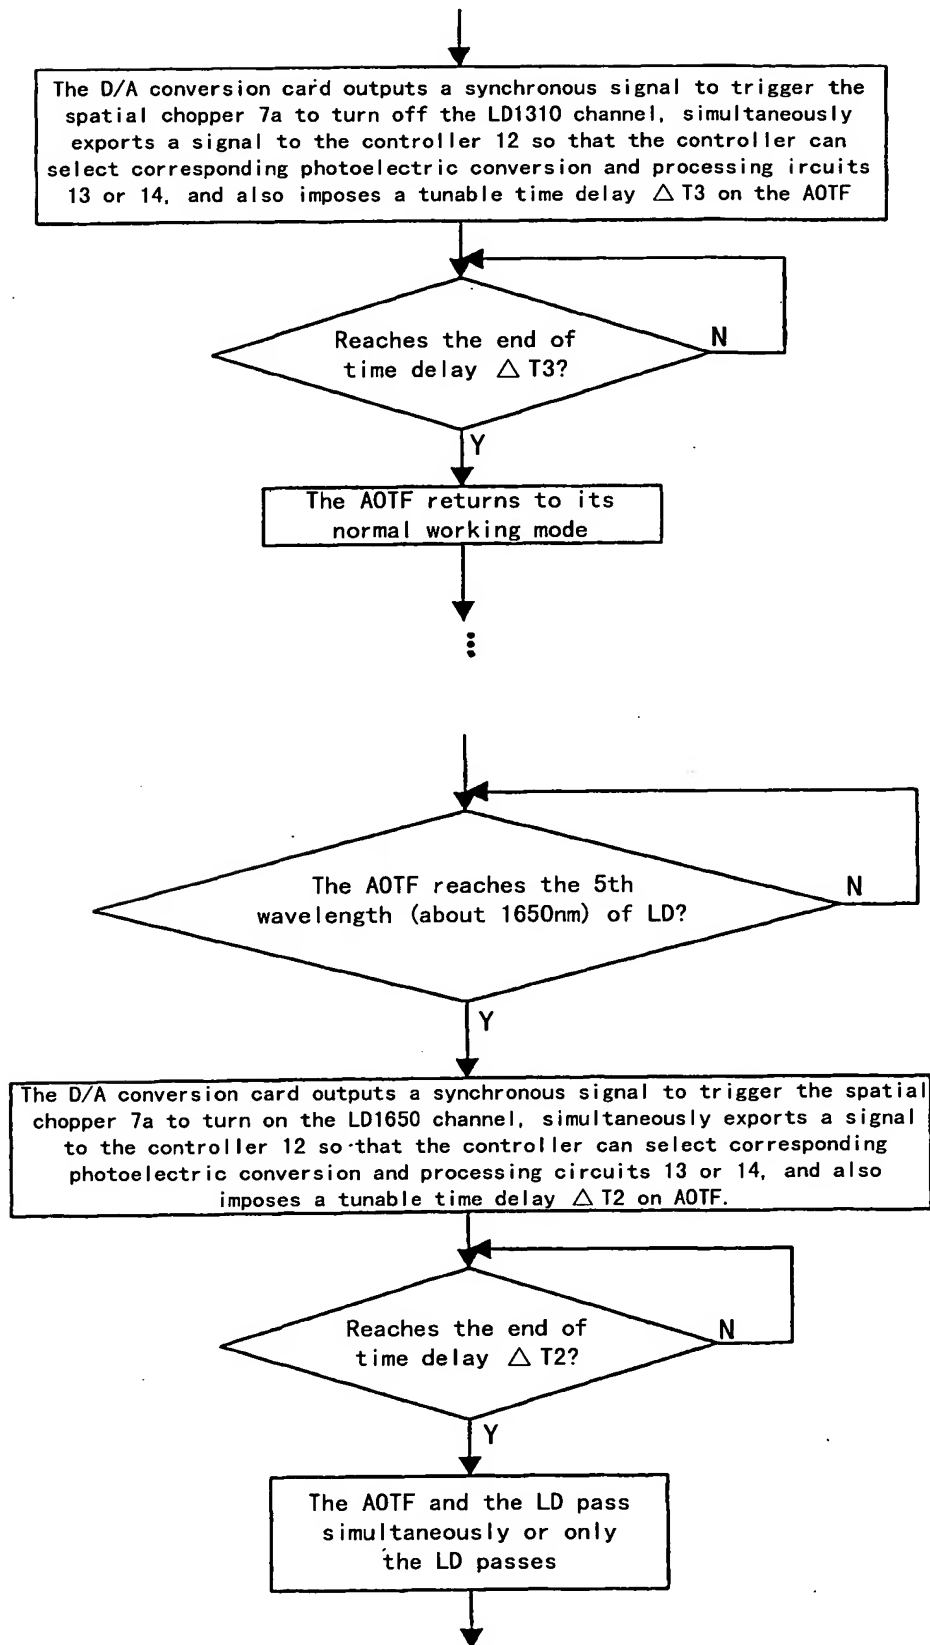 The D/A conversion card outputs a synchronous signal to trigger the
spatial chopper 7a to turn off the LD1310 channel, simultaneously
exports a signal to the controller 12 so that the controller can
select corresponding photoelectric conversion and processing ircuits
13 or 14, and also imposes a tunable time delay △ T3 on the AOTF
Reaches the end of
time delay △ T3?
N
Y
The AOTF returns to its
normal working mode
The AOTF reaches the 5th
wavelength (about 1650nm) of LD?
N
Y
The D/A conversion card outputs a synchronous signal to trigger the spatial
chopper 7a to turn on the LD1650 channel, simultaneously exports a signal
to the controller 12 so that the controller can select corresponding
photoelectric conversion and processing circuits 13 or 14, and also
imposes a tunable time delay △ T2 on AOTF.
Reaches the end of
time delay △ T2?
N
Y
The AOTF and the LD pass
simultaneously or only
the LD passes